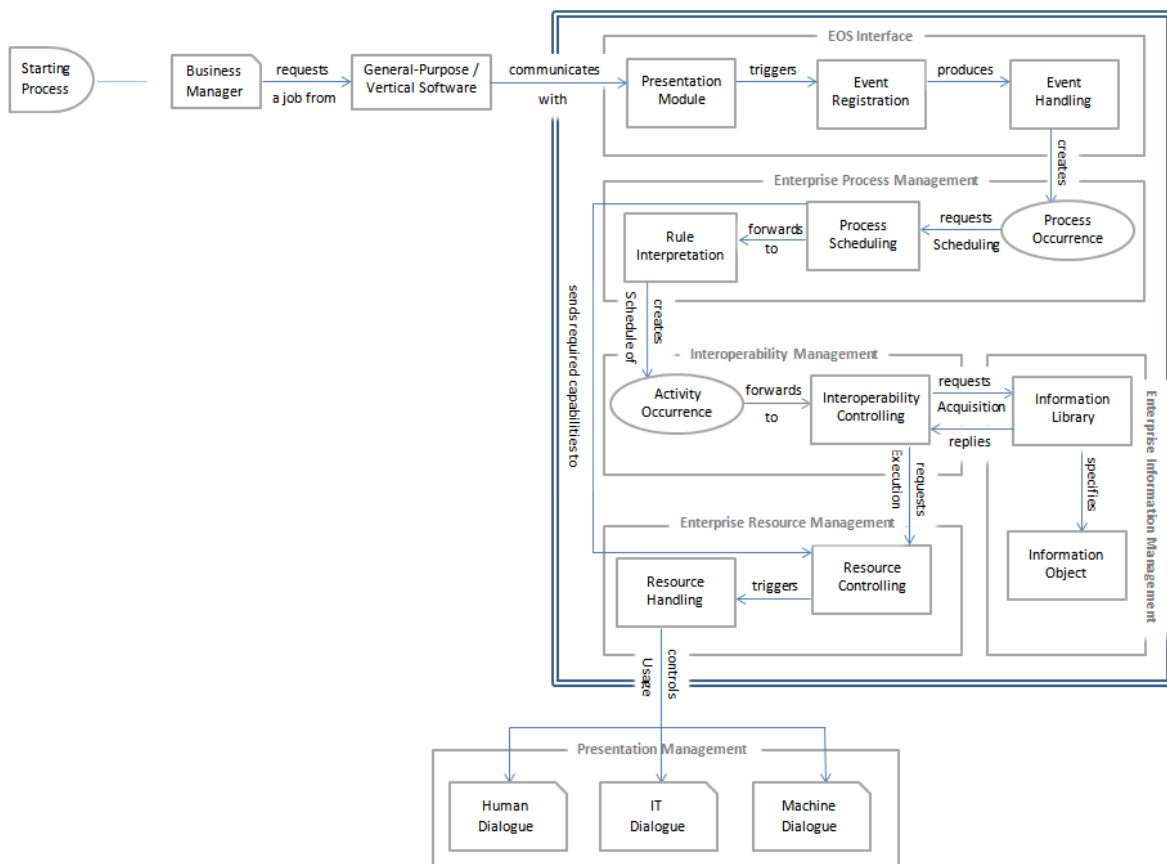 EOS Interface
Starting
Process
Business
Manager
requests
a job from
General-Purpose /
Vertical Software
communicates
with
Presentation
Module
triggers
Event
Registration
produces
Event
Handling
creates
Enterprise Process Management
Rule
Interpretation
forwards
to
Process
Scheduling
requests
Scheduling
Process
Occurrence
sends required capabilities to
creates
Schedule of
Interoperability Management
Activity
Occurrence
forwards
to
Interoperability
Controlling
requests
Acquisition
replies
Information
Library
Enterprise Information Management
specifies
Information
Object
requests
Execution
Enterprise Resource Management
Resource
Handling
triggers
Resource
Controlling
controls
Usage
Presentation Management
Human
Dialogue
IT
Dialogue
Machine
Dialogue